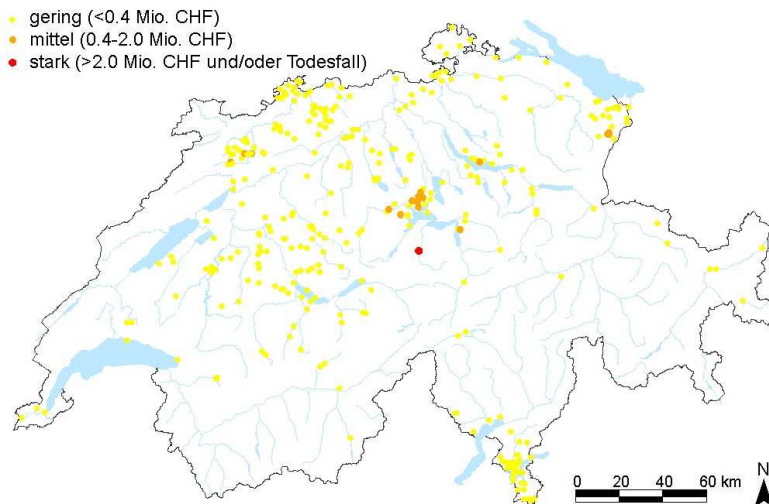 gering (<0.4 Mio. CHF)
mittel (0.4-2.0 Mio. CHF)
stark (>2.0 Mio. CHF und/oder Todesfall)
N
0 20 40 60 km